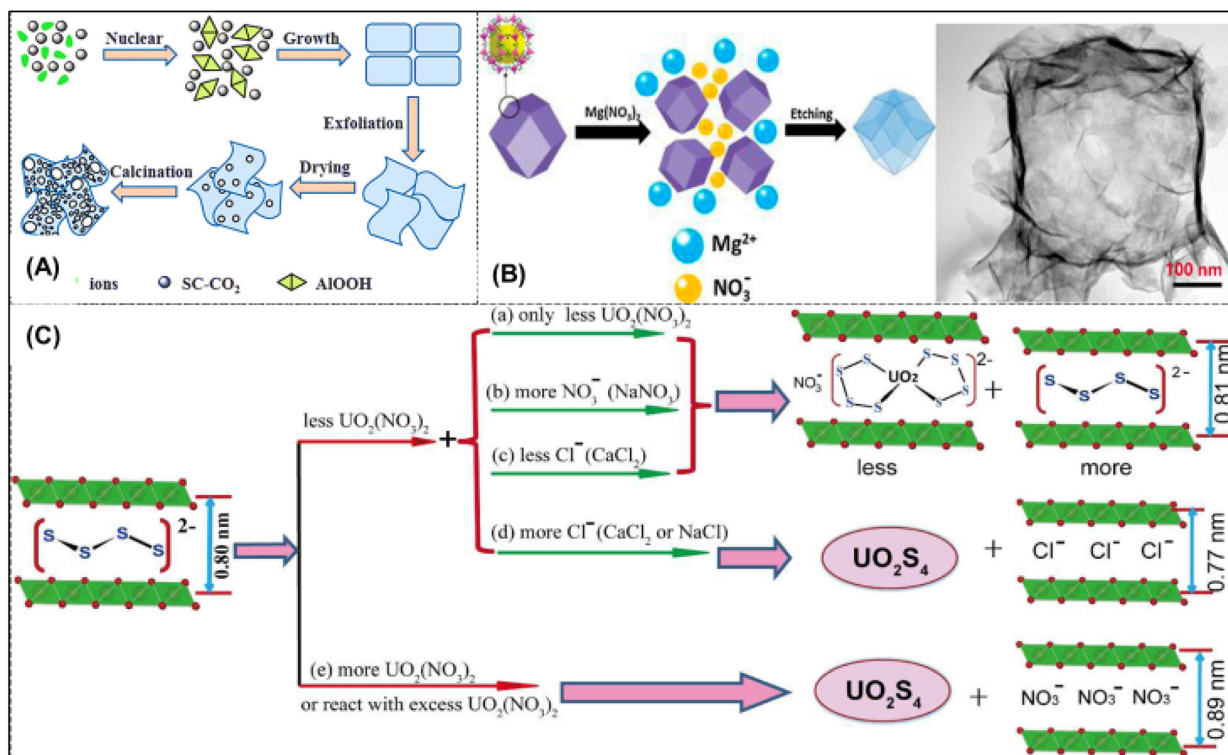 Nuclear
Growth
Exfoliation
Drying
Calcination
(A)
ions
SC-CO₂
AlOOH
Mg(NO₃)₂
Etching
Mg²⁺
NO₃⁻
(B)
100 nm
(C)
S S S S
2-
0.80 nm
less UO₂(NO₃)₂
+
(a) only less UO₂(NO₃)₂
(b) more NO₃⁻ (NaNO₃)
(c) less Cl⁻ (CaCl₂)
(d) more Cl⁻ (CaCl₂ or NaCl)
(e) more UO₂(NO₃)₂
or react with excess UO₂(NO₃)₂
NO₃⁻
S S S S UO₂ S S S S
2-
less
+
S S S S
2-
more
0.81 nm
UO₂S₄
+
Cl⁻ Cl⁻ Cl⁻
0.77 nm
UO₂S₄
+
NO₃⁻ NO₃⁻ NO₃⁻
0.89 nm